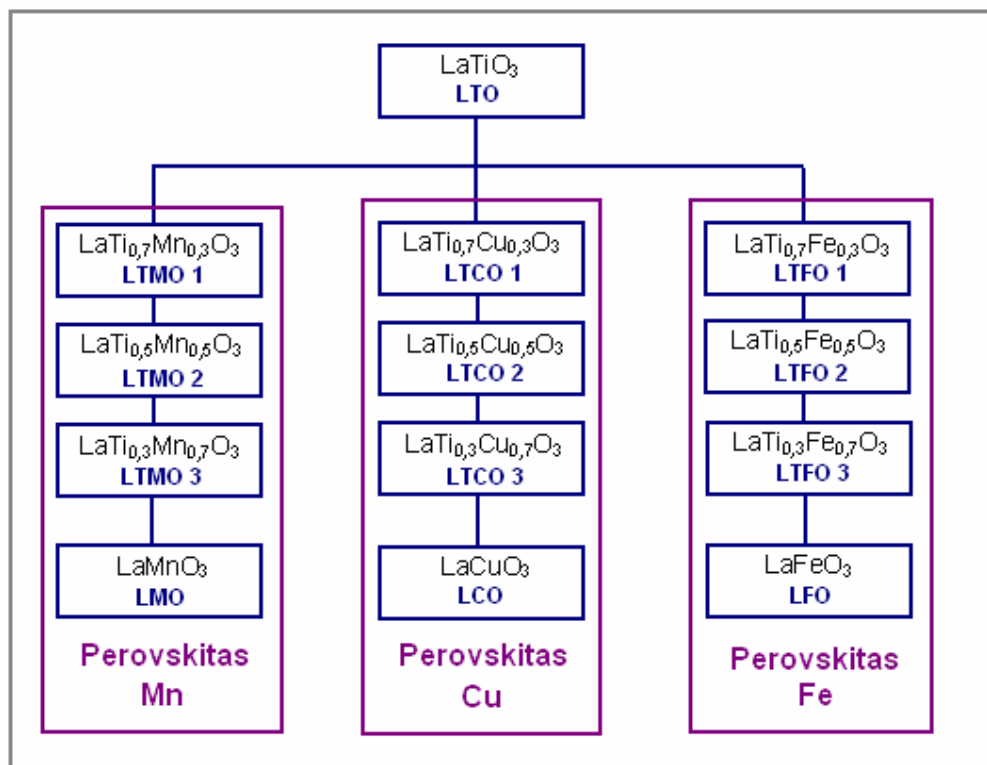 LaTiO₃
LTO
LaTi₀,₇Mn₀,₃O₃
LTMO 1
LaTi₀,₅Mn₀,₅O₃
LTMO 2
LaTi₀,₃Mn₀,₇O₃
LTMO 3
LaMnO₃
LMO
Perovskitas
Mn
LaTi₀,₇Cu₀,₃O₃
LTCO 1
LaTi₀,₅Cu₀,₅O₃
LTCO 2
LaTi₀,₃Cu₀,₇O₃
LTCO 3
LaCuO₃
LCO
Perovskitas
Cu
LaTi₀,₇Fe₀,₃O₃
LTFO 1
LaTi₀,₅Fe₀,₅O₃
LTFO 2
LaTi₀,₃Fe₀,₇O₃
LTFO 3
LaFeO₃
LFO
Perovskitas
Fe